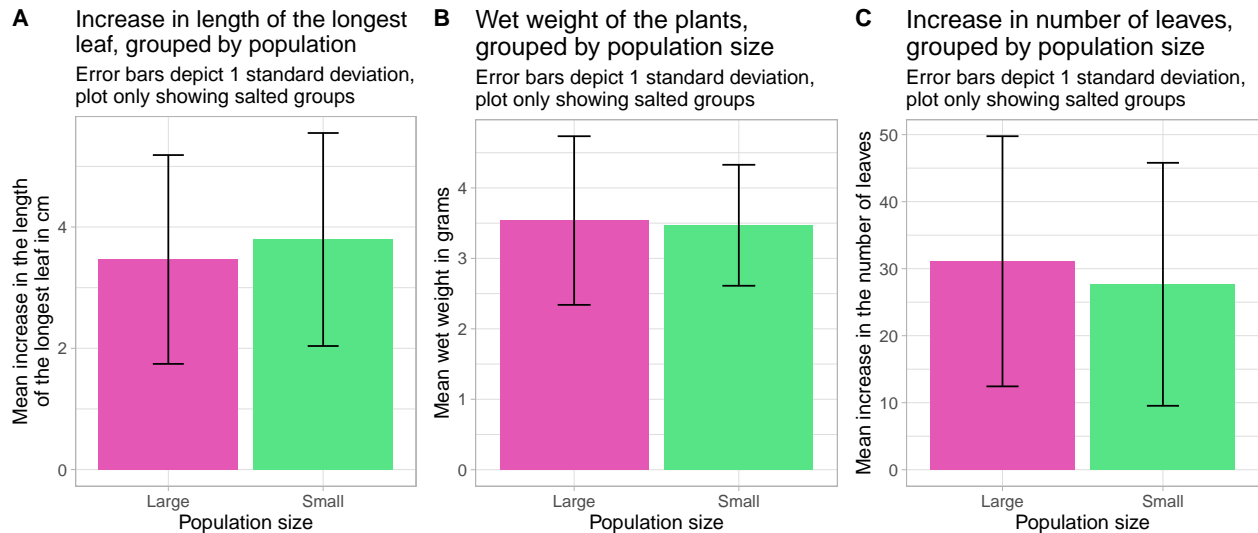 A
Increase in length of the longest
leaf, grouped by population
Error bars depict 1 standard deviation,
plot only showing salted groups
Mean increase in the length
of the longest leaf in cm
4
2
0
Large
Small
Population size
B
Wet weight of the plants,
grouped by population size
Error bars depict 1 standard deviation,
plot only showing salted groups
Mean wet weight in grams
4
3
2
1
0
Large
Small
Population size
C
Increase in number of leaves,
grouped by population size
Error bars depict 1 standard deviation,
plot only showing salted groups
Mean increase in the number of leaves
50
40
30
20
10
0
Large
Small
Population size